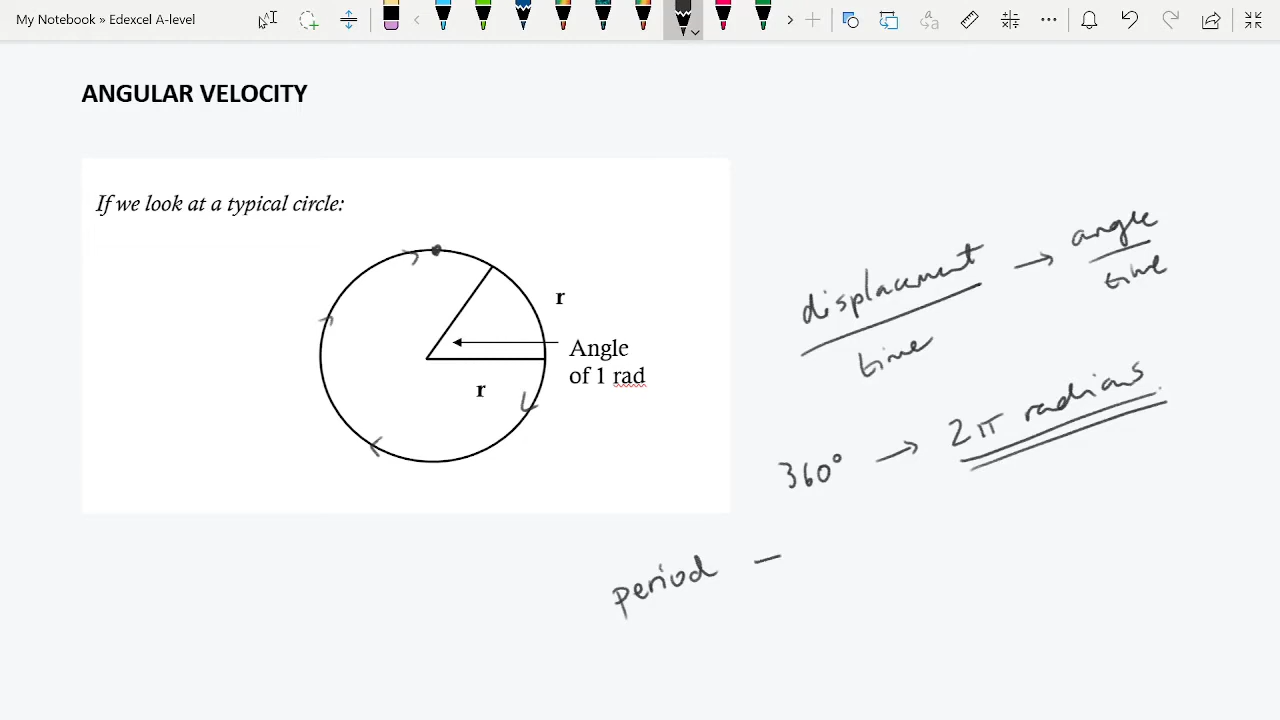 My Notebook » Edexcel A-level
ANGULAR VELOCITY
If we look at a typical circle:
r
Angle
of 1 rad
r
displacement → angle
time time
360° → 2π radians
period –